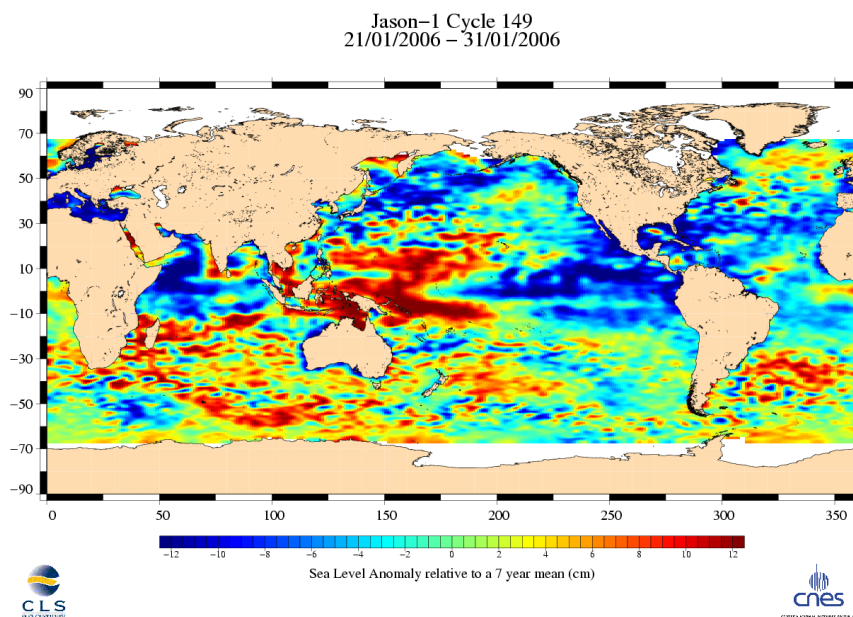 Jason−1 Cycle 149
21/01/2006 − 31/01/2006
90
70
50
30
10
−10
−30
−50
−70
−90
0 50 100 150 200 250 300 350
−12 −10 −8 −6 −4 −2 0 2 4 6 8 10 12
Sea Level Anomaly relative to a 7 year mean (cm)
CLS
cnes